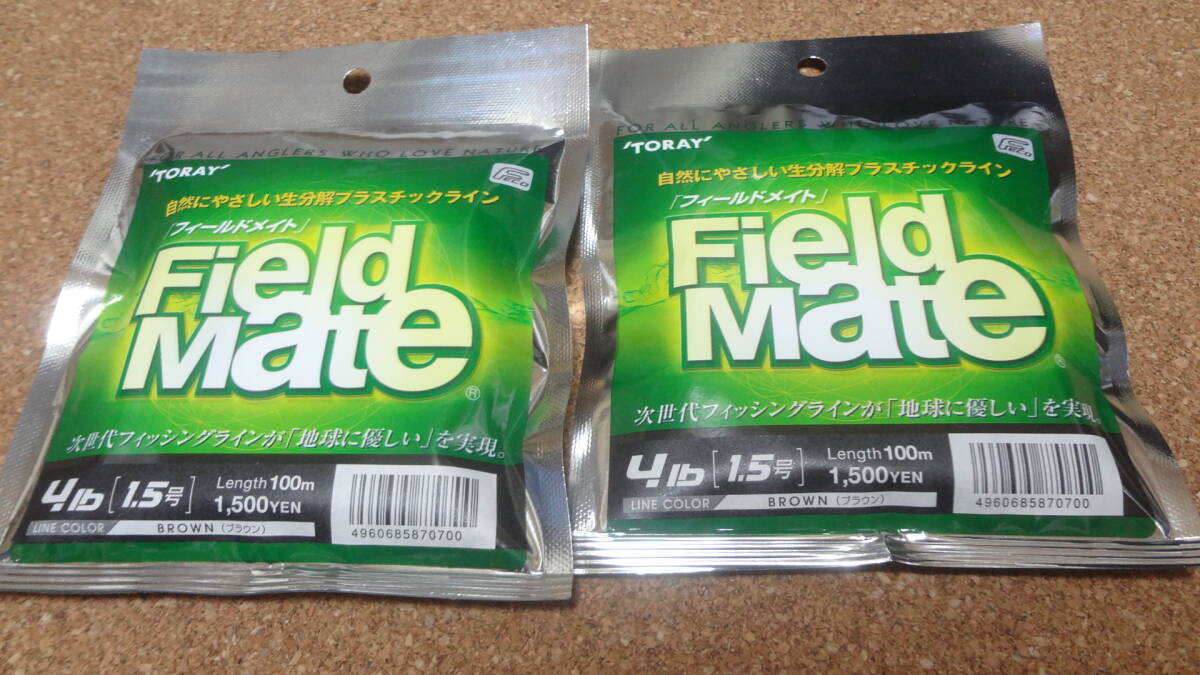 FOR ALL ANGLERS WHO LOVE NATURE
'TORAY'
自然にやさしい生分解プラスチックライン
「フィールドメイト」
Field
Mate®
次世代フィッシングラインが「地球に優しい」を実現。
4lb [1.5号] Length 100m
1,500YEN
LINE COLOR BROWN (ブラウン)
4960685870700
FOR ALL ANGLERS WHO LOVE NATURE
'TORAY'
自然にやさしい生分解プラスチックライン
「フィールドメイト」
Field
Mate®
次世代フィッシングラインが「地球に優しい」を実現。
4lb [1.5号] Length 100m
1,500YEN
LINE COLOR BROWN (ブラウン)
4960685870700